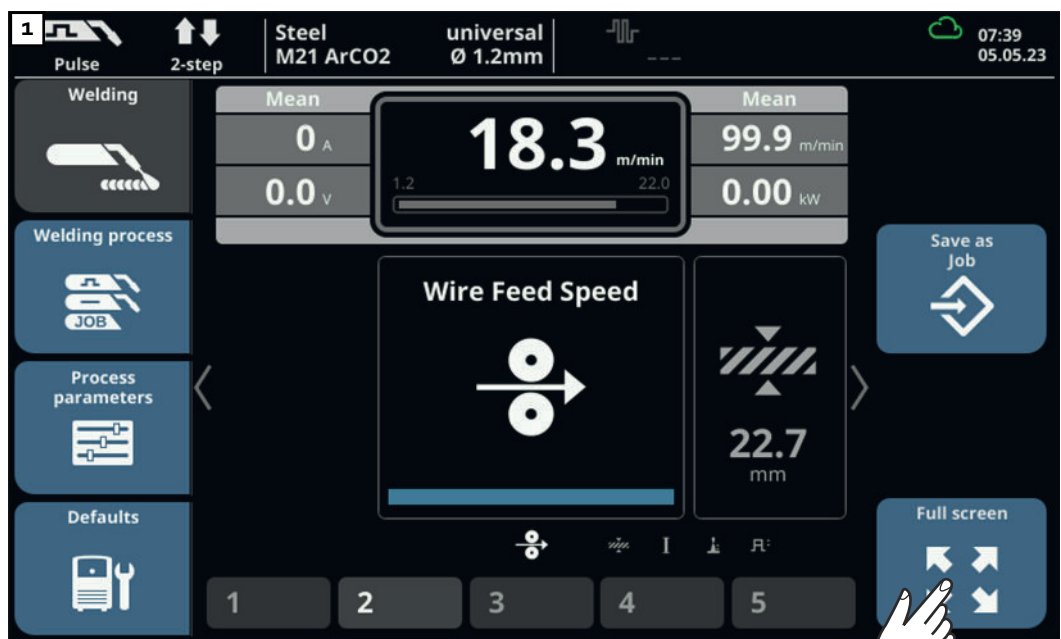 1
Pulse
2-step
Steel
M21 ArCO2
universal
Ø 1.2mm
---
07:39
05.05.23
Welding
Welding process
JOB
Process
parameters
Defaults
Mean
0 A
0.0 V
18.3 m/min
1.2
22.0
Mean
99.9 m/min
0.00 kW
Wire Feed Speed
22.7
mm
I
1
2
3
4
5
Save as
Job
Full screen